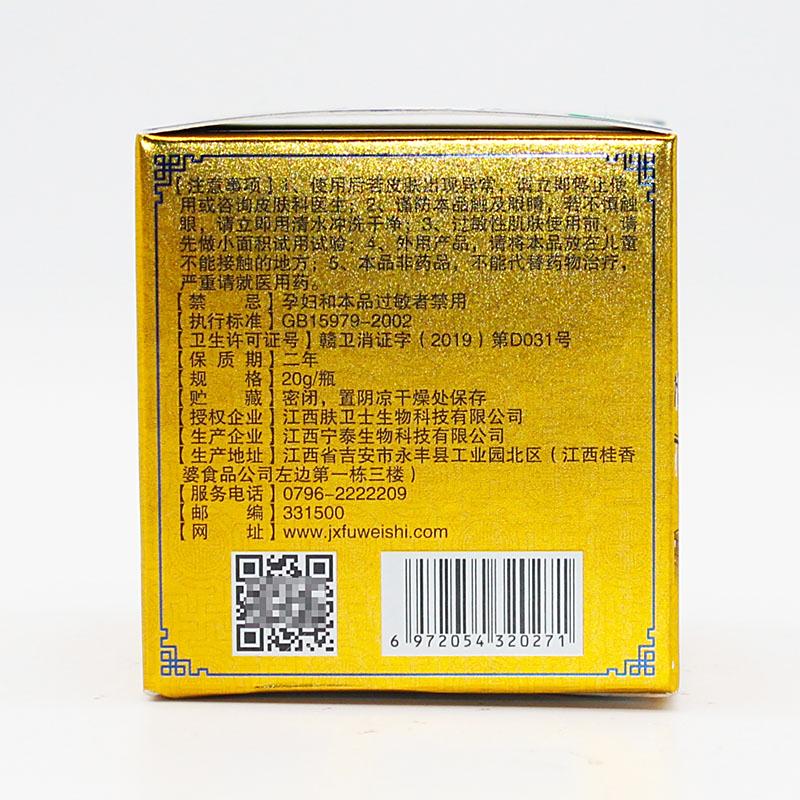 【注意事项】1、使用后若皮肤出现异常，请立即停止使
用或咨询皮肤科医生；2、谨防本品触及眼睛，若不慎触
眼，请立即用清水冲洗干净；3、过敏性肌肤使用前，请
先做小面积试用试验；4、外用产品，请将本品放在儿童
不能接触的地方；5、本品非药品，不能代替药物治疗，
严重请就医用药。
【禁 忌】孕妇和本品过敏者禁用
【执行标准】GB15979-2002
【卫生许可证号】赣卫消证字（2019）第D031号
【保 质 期】二年
【规 格】20g/瓶
【贮 藏】密闭，置阴凉干燥处保存
【授权企业】江西肤卫士生物科技有限公司
【生产企业】江西宁泰生物科技有限公司
【生产地址】江西省吉安市永丰县工业园北区（江西桂香
婆食品公司左边第一栋三楼）
【服务电话】0796-2222209
【邮 编】331500
【网 址】www.jxfuweishi.com
6 972054 320271